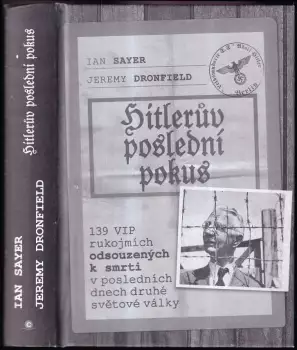 IAN SAYER
JEREMY DRONFIELD
Hitlerův poslední pokus
IAN SAYER
JEREMY DRONFIELD
Hitlerův
poslední
pokus
139 VIP
rukojmích
odsouzených
k smrti
v posledních
dnech druhé
světové války